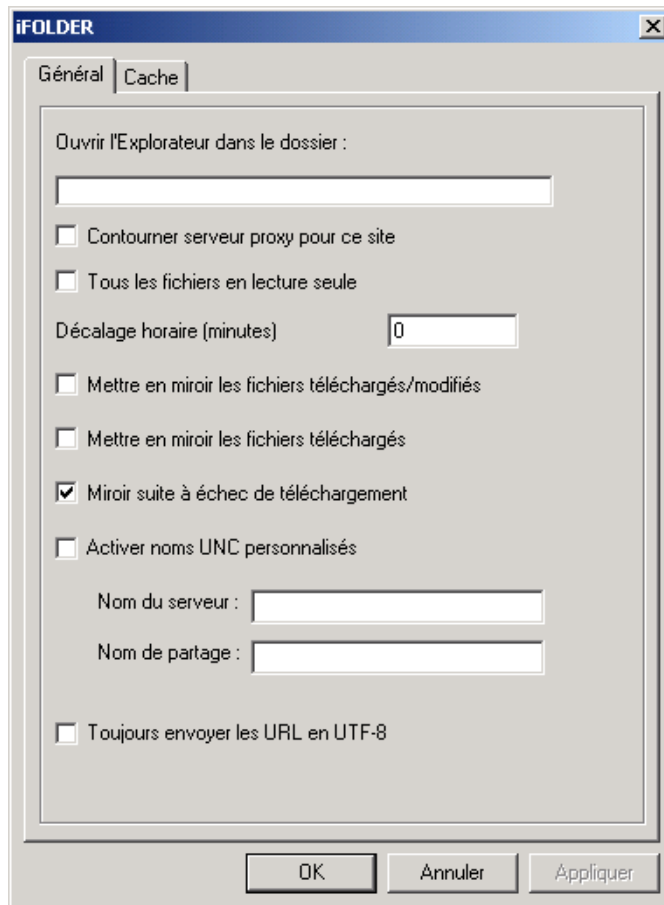 iFOLDER
Général
Cache
Ouvrir l'Explorateur dans le dossier :
Contourner serveur proxy pour ce site
Tous les fichiers en lecture seule
Décalage horaire (minutes) 0
Mettre en miroir les fichiers téléchargés/modifiés
Mettre en miroir les fichiers téléchargés
Miroir suite à échec de téléchargement
Activer noms UNC personnalisés
Nom du serveur :
Nom de partage :
Toujours envoyer les URL en UTF-8
OK Annuler Appliquer